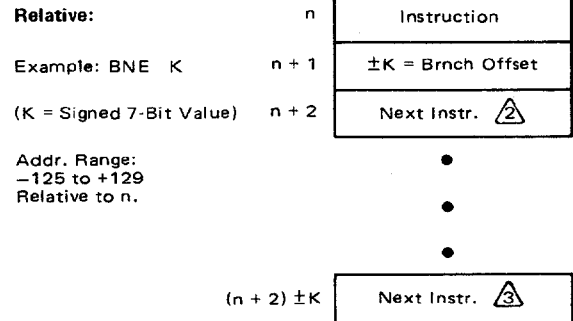 Relative: n Instruction
Example: BNE K n + 1 ±K = Brnch Offset
(K = Signed 7-Bit Value) n + 2 Next Instr. 2
Addr. Range:
–125 to +129
Relative to n.
(n + 2) ±K Next Instr. 3